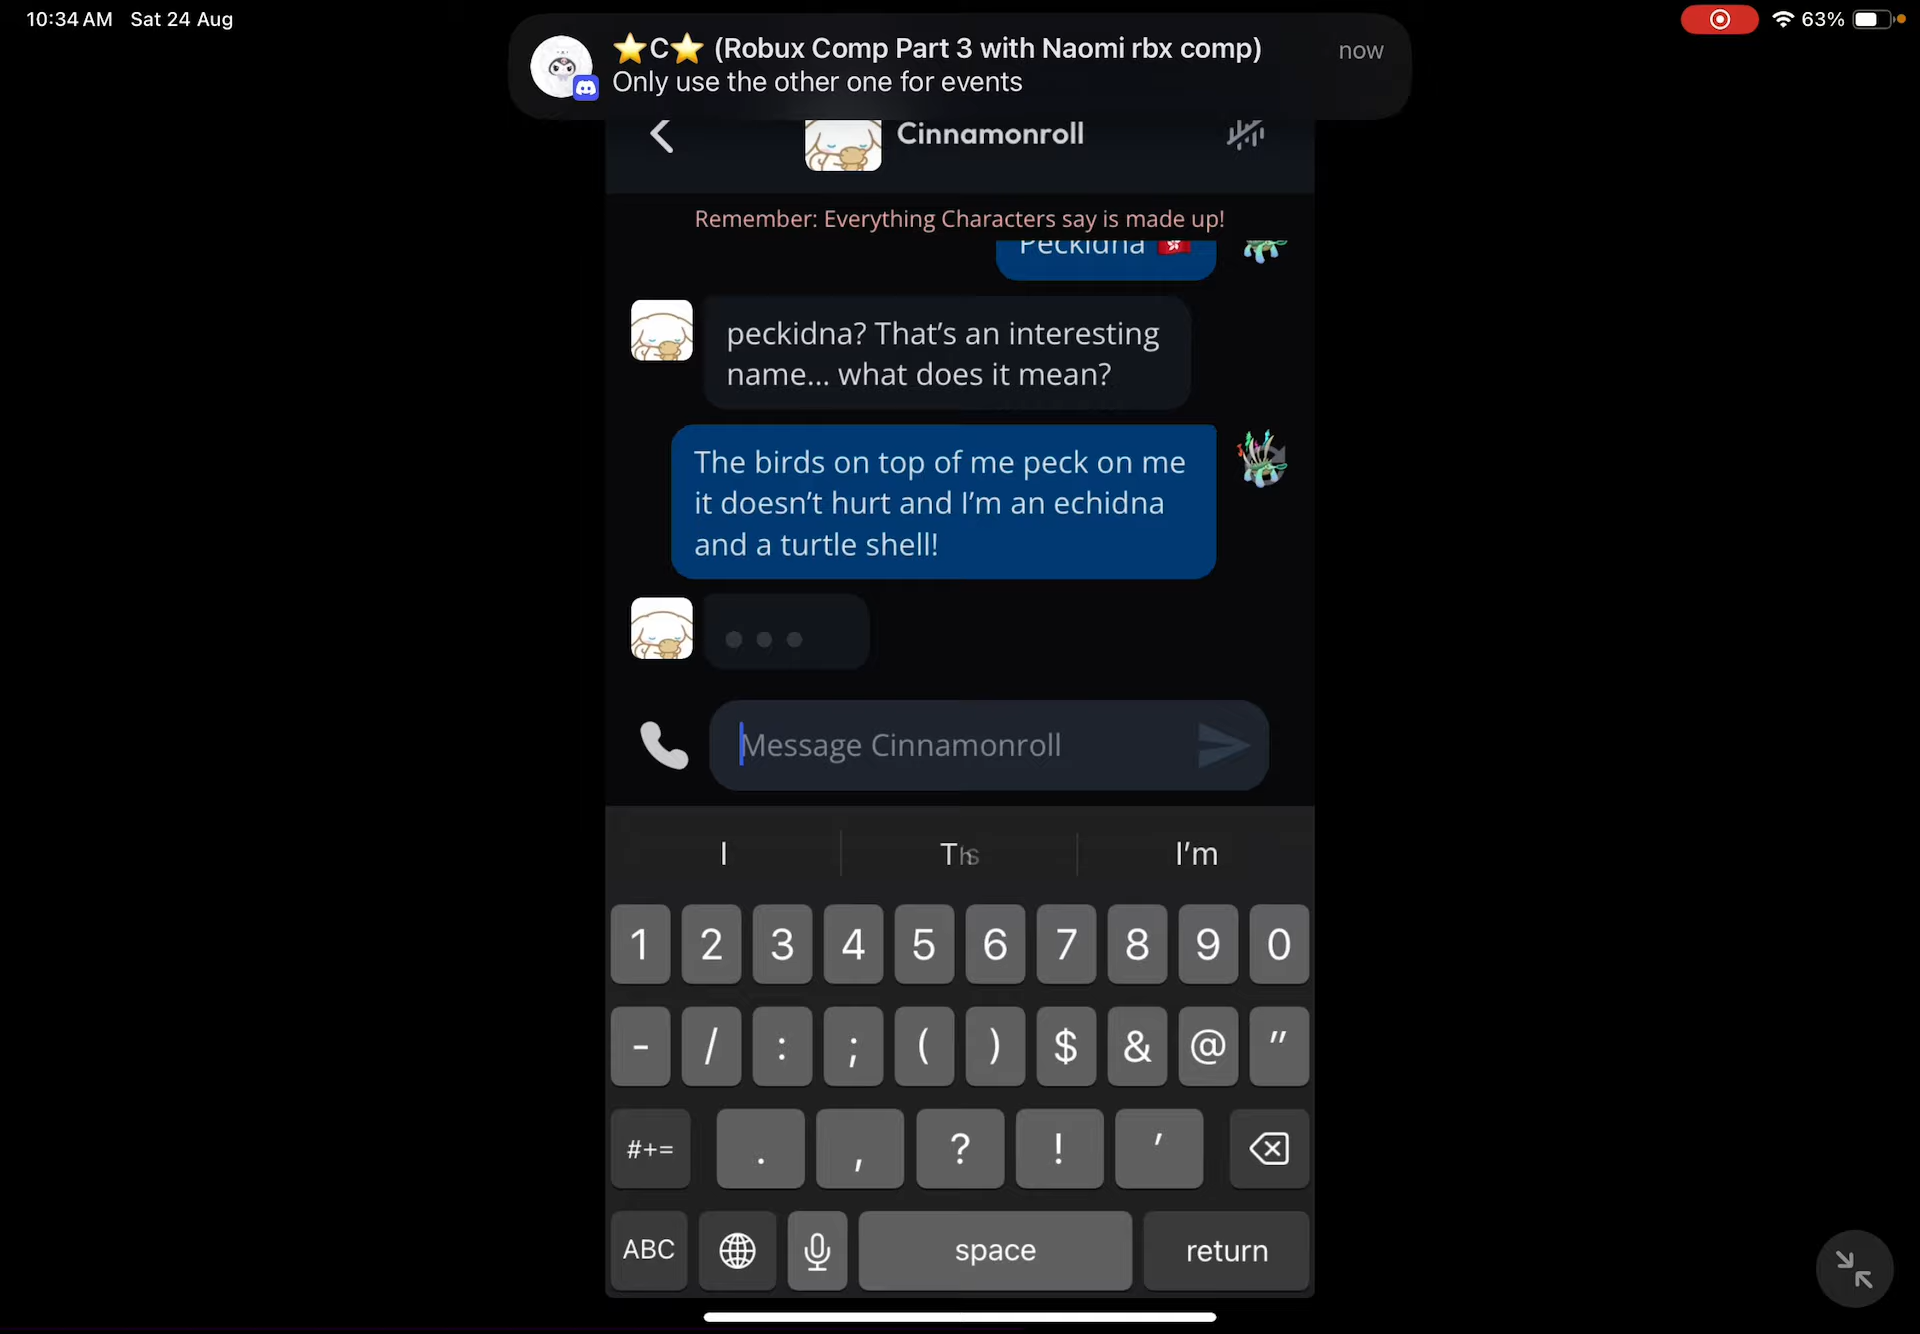 10:34 AM Sat 24 Aug
63%
⭐C⭐ (Robux Comp Part 3 with Naomi rbx comp)
now
Only use the other one for events
Cinnamonroll
Remember: Everything Characters say is made up!
Peckidna 🇭🇰
peckidna? That’s an interesting
name... what does it mean?
The birds on top of me peck on me
it doesn’t hurt and I’m an echidna
and a turtle shell!
Message Cinnamonroll
I I’m
1 2 3 4 5 6 7 8 9 0
- / : ; ( ) $ & @ "
#+= . , ? ! ’
ABC space return